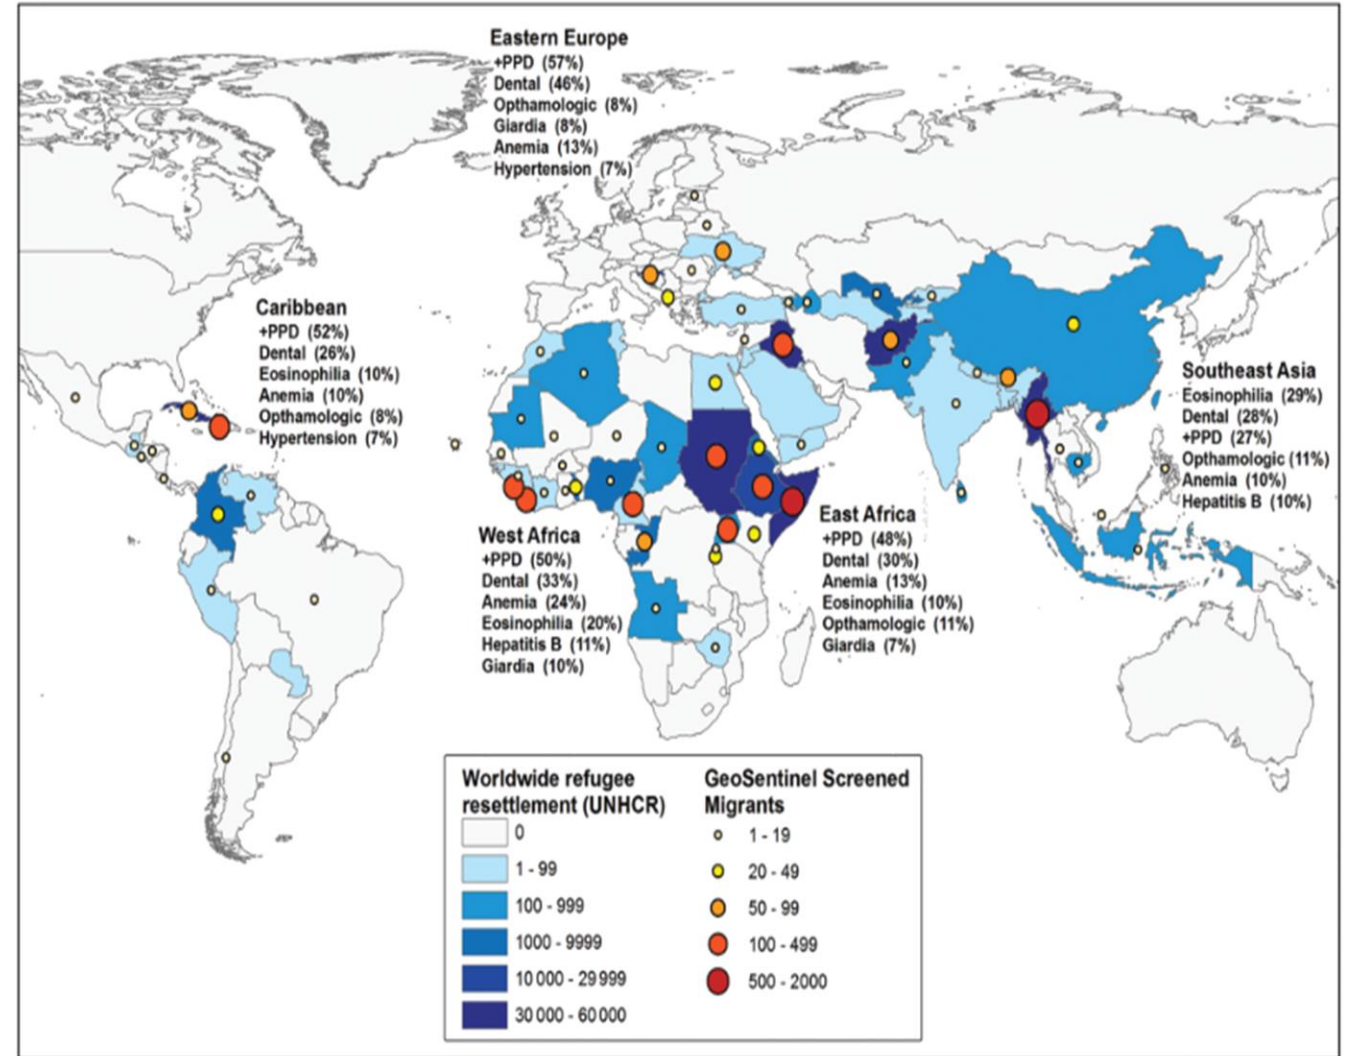 Eastern Europe
+PPD (57%)
Dental (46%)
Opthamologic (8%)
Giardia (8%)
Anemia (13%)
Hypertension (7%)
Caribbean
+PPD (52%)
Dental (26%)
Eosinophilia (10%)
Anemia (10%)
Opthamologic (8%)
Hypertension (7%)
Southeast Asia
Eosinophilia (29%)
Dental (28%)
+PPD (27%)
Opthamologic (11%)
Anemia (10%)
Hepatitis B (10%)
West Africa
+PPD (50%)
Dental (33%)
Anemia (24%)
Eosinophilia (20%)
Hepatitis B (11%)
Giardia (10%)
East Africa
+PPD (48%)
Dental (30%)
Anemia (13%)
Eosinophilia (10%)
Opthamologic (11%)
Giardia (7%)
Worldwide refugee
resettlement (UNHCR)
0
1 - 99
100 - 999
1000 - 9999
10 000 - 29 999
30 000 - 60 000
GeoSentinel Screened
Migrants
1 - 19
20 - 49
50 - 99
100 - 499
500 - 2000